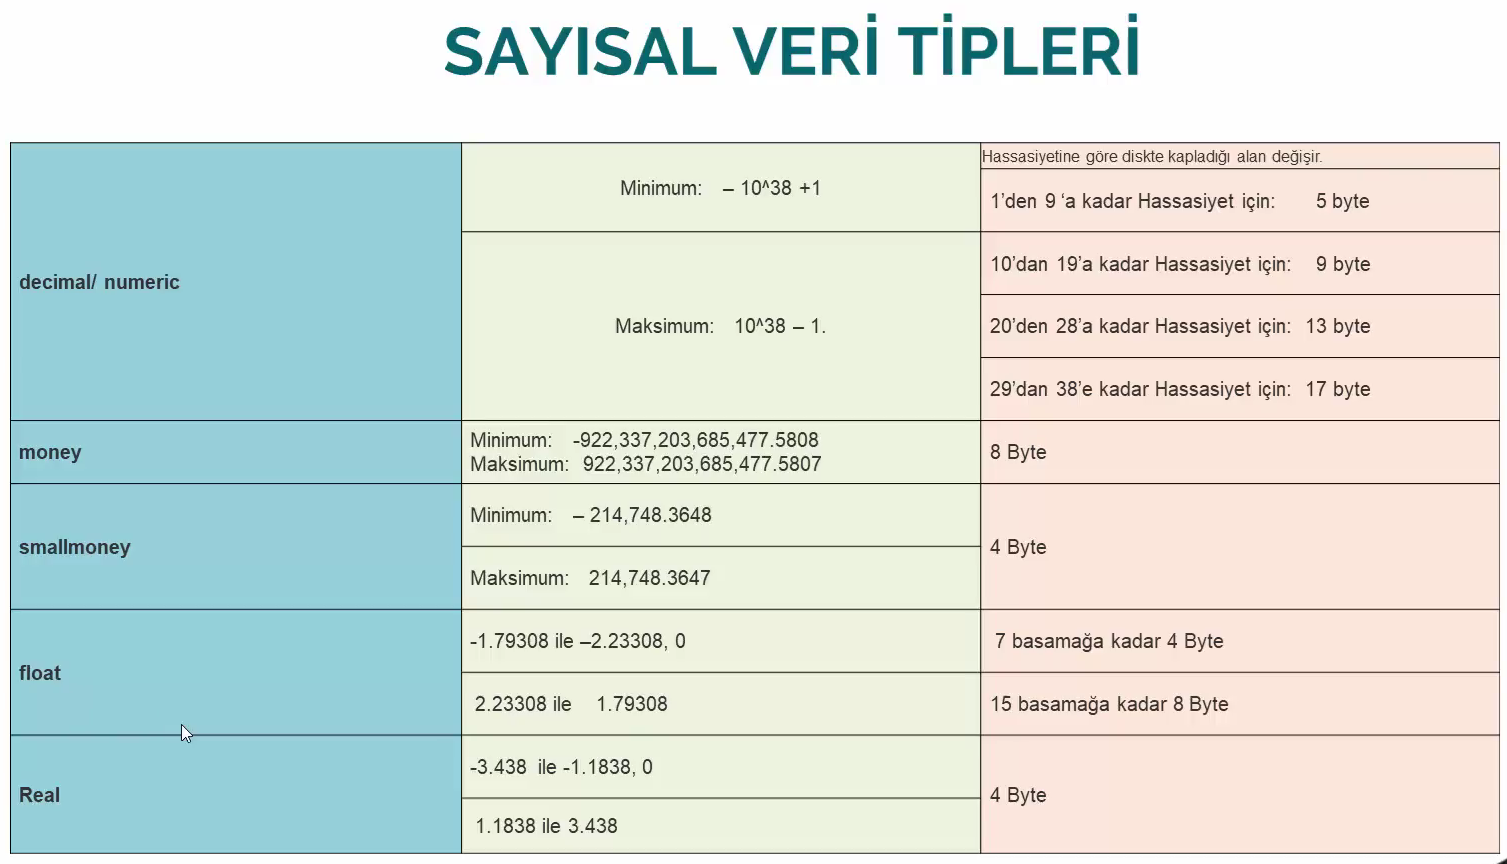 SAYISAL VERİ TİPLERİ
decimal/ numeric
Minimum: – 10^38 +1
Maksimum: 10^38 – 1.
Hassasiyetine göre diskte kapladığı alan değişir.
1’den 9 ‘a kadar Hassasiyet için: 5 byte
10’dan 19’a kadar Hassasiyet için: 9 byte
20’den 28’a kadar Hassasiyet için: 13 byte
29’dan 38’e kadar Hassasiyet için: 17 byte
money
Minimum: -922,337,203,685,477.5808
Maksimum: 922,337,203,685,477.5807
8 Byte
smallmoney
Minimum: – 214,748.3648
Maksimum: 214,748.3647
4 Byte
float
-1.79308 ile –2.23308, 0
7 basamağa kadar 4 Byte
2.23308 ile 1.79308
15 basamağa kadar 8 Byte
Real
-3.438 ile -1.1838, 0
1.1838 ile 3.438
4 Byte